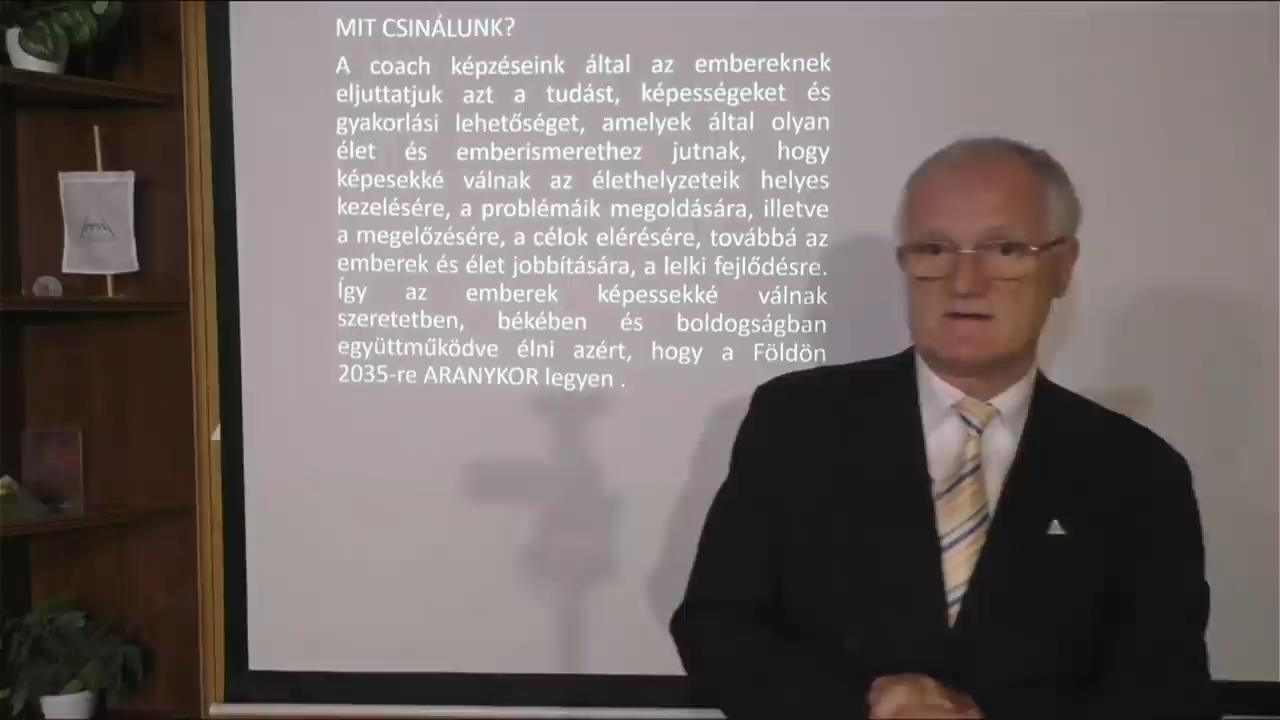 MIT CSINÁLUNK?
A coach képzéseink által az embereknek
eljuttatjuk azt a tudást, képességeket és
gyakorlási lehetőséget, amelyek által olyan
élet és emberismerethez jutnak, hogy
képesekké válnak az élethelyzeteik helyes
kezelésére, a problémáik megoldására, illetve
a megelőzésére, a célok elérésére, továbbá az
emberek és élet jobbítására, a lelki fejlődésre.
Így az emberek képessekké válnak
szeretetben, békében és boldogságban
együttműködve élni azért, hogy a Földön
2035-re ARANYKOR legyen .